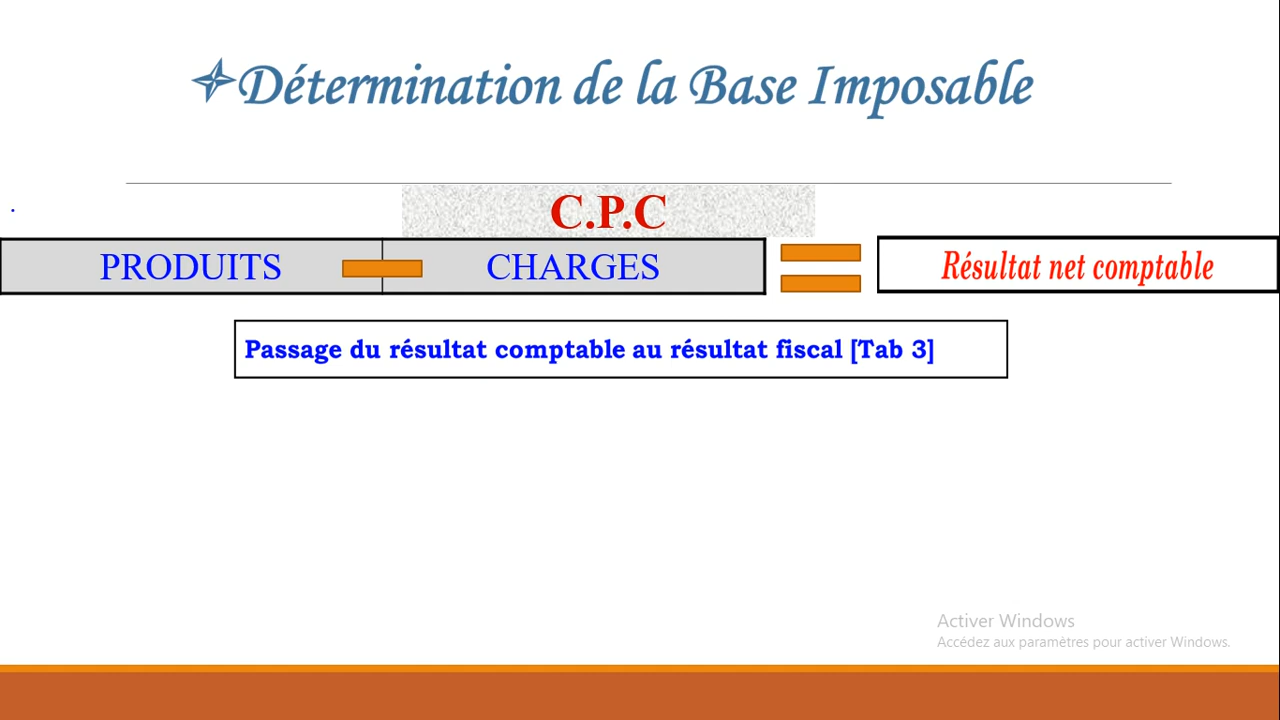 Détermination de la Base Imposable
.
C.P.C
PRODUITS CHARGES Résultat net comptable
Passage du résultat comptable au résultat fiscal [Tab 3]
Activer Windows
Accédez aux paramètres pour activer Windows.